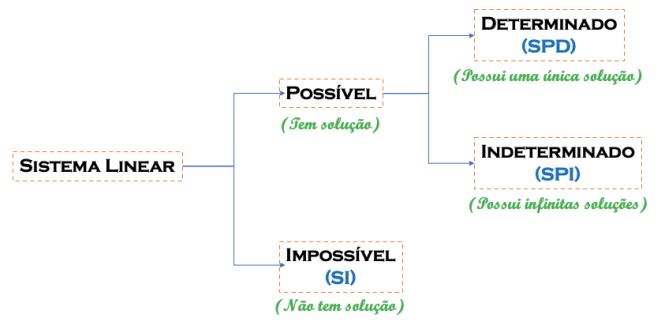 Sistema Linear
Possível
(Tem solução)
Determinado
(SPD)
(Possui uma única solução)
Indeterminado
(SPI)
(Possui infinitas soluções)
Impossível
(SI)
(Não tem solução)